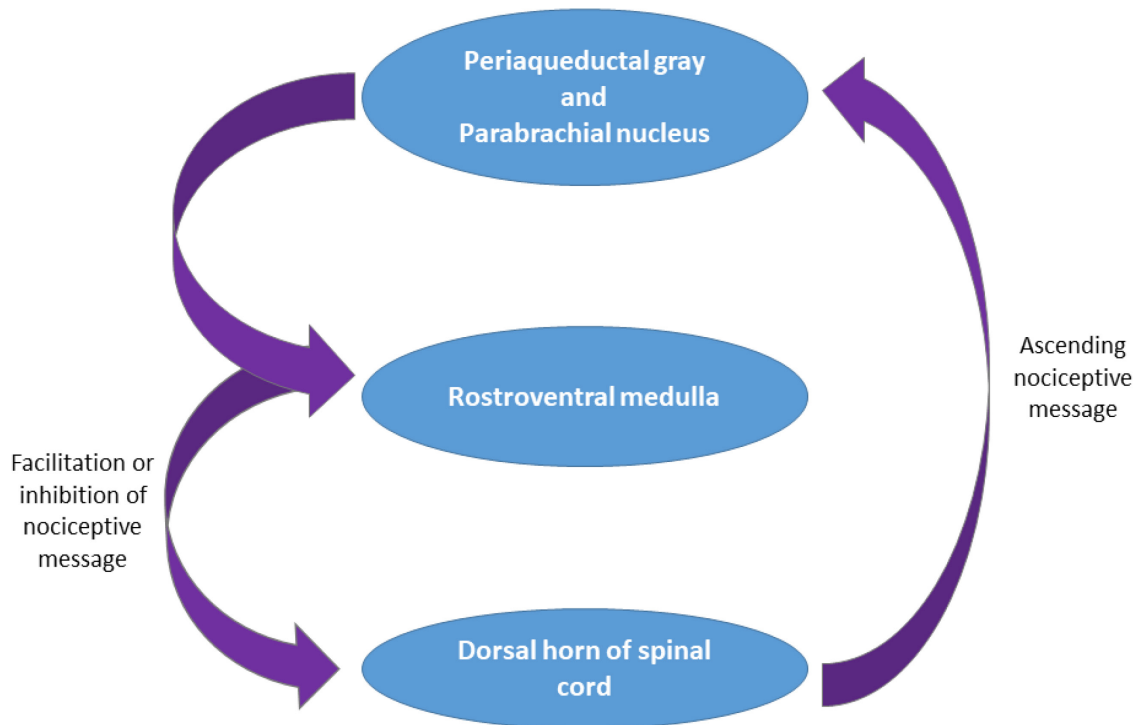 Periaqueductal gray
and
Parabrachial nucleus
Rostroventral medulla
Ascending
nociceptive
message
Facilitation or
inhibition of
nociceptive
message
Dorsal horn of spinal
cord